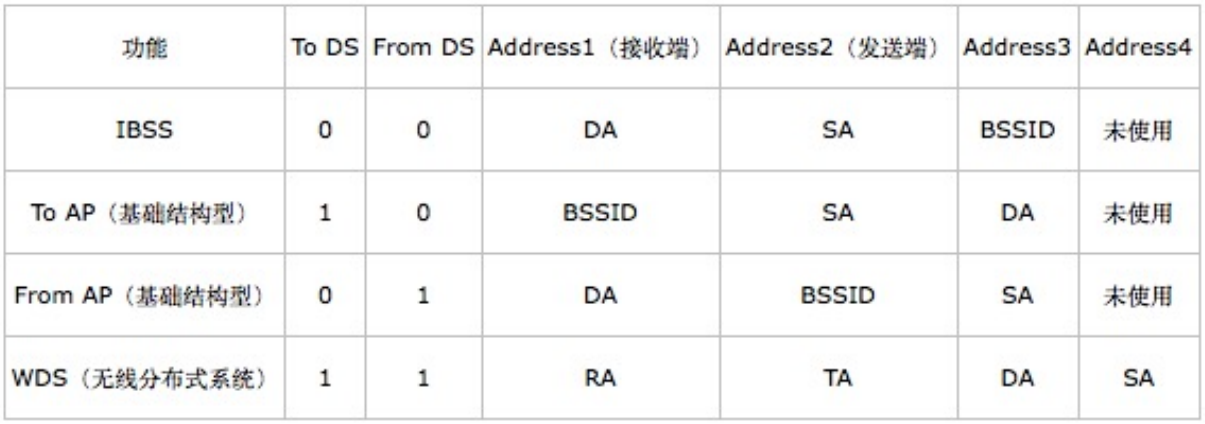 功能 To DS From DS Address1（接收端） Address2（发送端） Address3 Address4
IBSS 0 0 DA SA BSSID 未使用
To AP（基础结构型） 1 0 BSSID SA DA 未使用
From AP（基础结构型） 0 1 DA BSSID SA 未使用
WDS（无线分布式系统） 1 1 RA TA DA SA